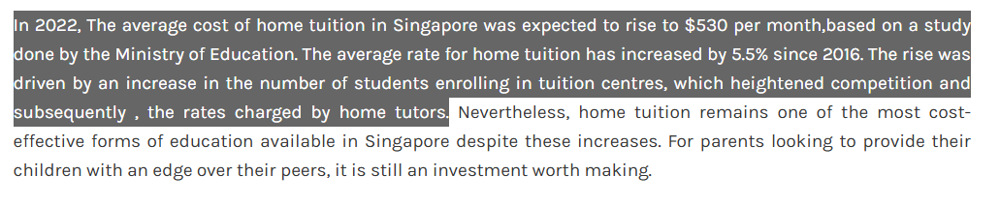 In 2022, The average cost of home tuition in Singapore was expected to rise to $530 per month,based on a study
done by the Ministry of Education. The average rate for home tuition has increased by 5.5% since 2016. The rise was
driven by an increase in the number of students enrolling in tuition centres, which heightened competition and
subsequently , the rates charged by home tutors. Nevertheless, home tuition remains one of the most cost-
effective forms of education available in Singapore despite these increases. For parents looking to provide their
children with an edge over their peers, it is still an investment worth making.